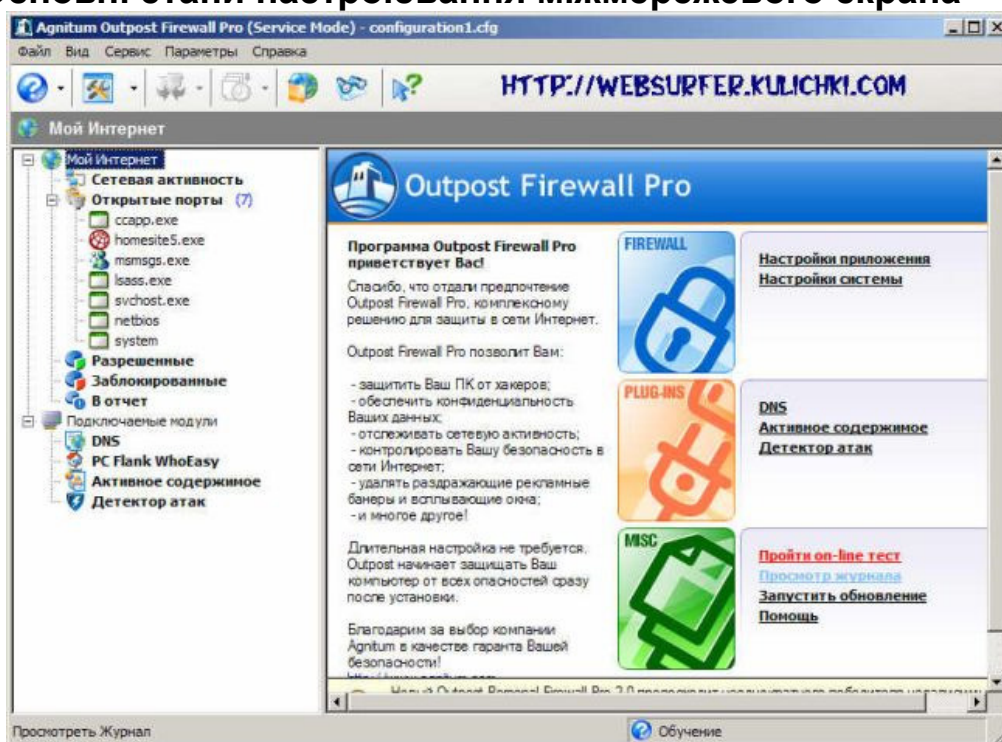 основні етапи настроювання міжмережевого екрана
Agnitum Outpost Firewall Pro (Service Mode) - configuration1.cfg
Файл Вид Сервис Параметры Справка
HTTP://WEBSURFER.KULICHKI.COM
Мой Интернет
Мой Интернет
Сетевая активность
Открытые порты (7)
ccapp.exe
homesite5.exe
msmsgs.exe
lsass.exe
svchost.exe
netbios
system
Разрешенные
Заблокированные
В отчет
Подключаемые модули
DNS
PC Flank WhoEasy
Активное содержимое
Детектор атак
Outpost Firewall Pro
Программа Outpost Firewall Pro
приветствует Вас!
Спасибо, что отдали предпочтение
Outpost Firewall Pro, комплексному
решению для защиты в сети Интернет.
Outpost Firewall Pro позволит Вам:
- защитить Ваш ПК от хакеров;
- обеспечить конфиденциальность
Ваших данных;
- отслеживать сетевую активность;
- контролировать Вашу безопасность в
сети Интернет;
- удалять раздражающие рекламные
банеры и всплывающие окна;
- и многое другое!
Длительная настройка не требуется.
Outpost начинает защищать Ваш
компьютер от всех опасностей сразу
после установки.
Благодарим за выбор компании
Agnitum в качестве гаранта Вашей
безопасности!
FIREWALL
Настройки приложения
Настройки системы
PLUG-INS
DNS
Активное содержимое
Детектор атак
MISC
Пройти on-line тест
Просмотр журнала
Запустить обновление
Помощь
Новый Outpost Personal Firewall Pro 2.0
Просмотреть Журнал
Обучение